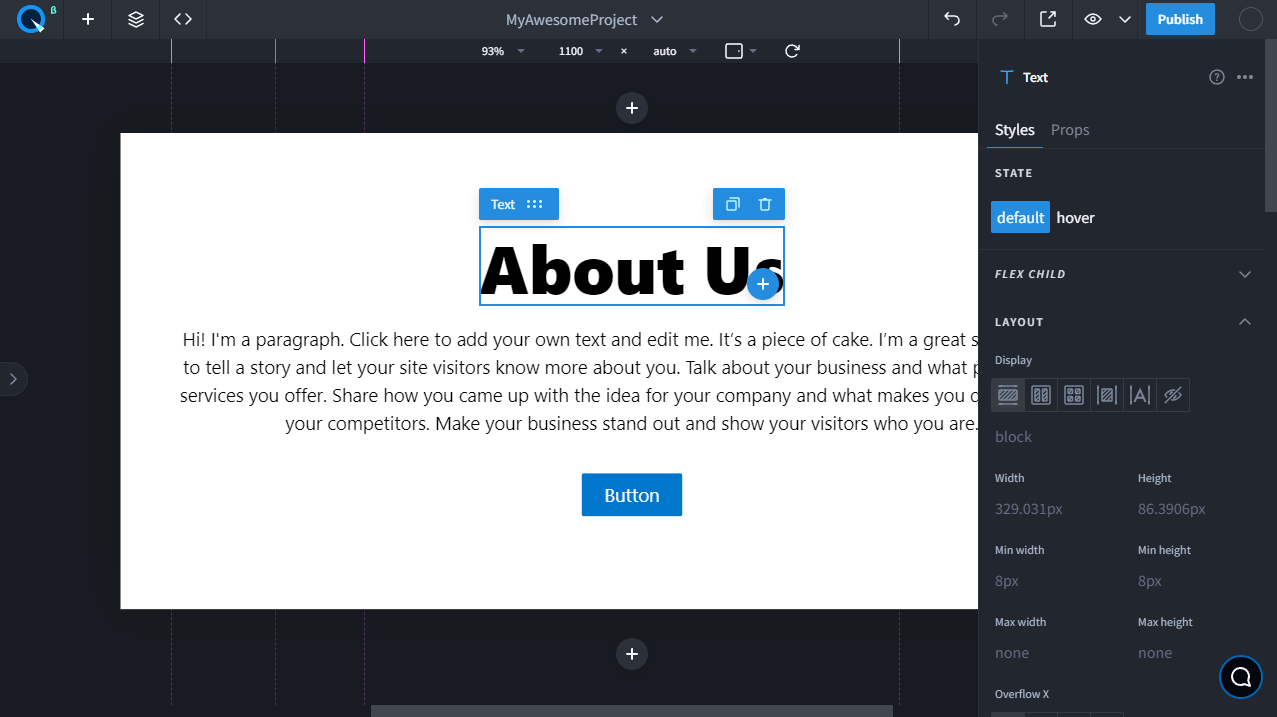 β
MyAwesomeProject
Publish
93%
1100
×
auto
Text
Styles
Props
STATE
default
hover
FLEX CHILD
LAYOUT
Display
block
Width
Height
329.031px
86.3906px
Min width
Min height
8px
8px
Max width
Max height
none
none
Overflow X
Text
About Us
Hi! I'm a paragraph. Click here to add your own text and edit me. It’s a piece of cake. I’m a great
to tell a story and let your site visitors know more about you. Talk about your business and what
services you offer. Share how you came up with the idea for your company and what makes you
your competitors. Make your business stand out and show your visitors who you are.
Button